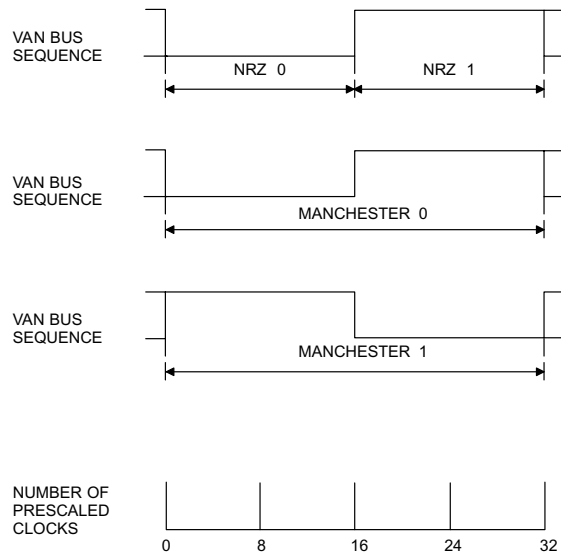 VAN BUS
SEQUENCE
NRZ 0
NRZ 1
VAN BUS
SEQUENCE
MANCHESTER 0
VAN BUS
SEQUENCE
MANCHESTER 1
NUMBER OF
PRESCALED
CLOCKS
0 8 16 24 32